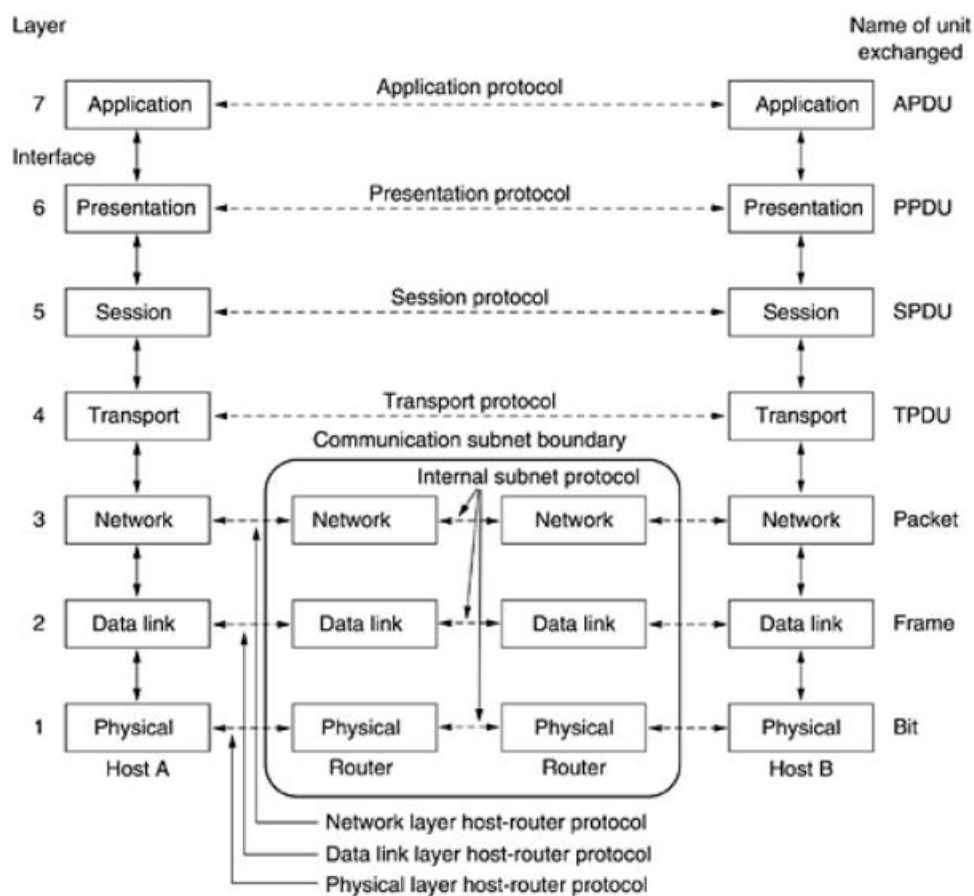 Layer
Name of unit
exchanged
Application protocol
7 Application Application APDU
Interface
Presentation protocol
6 Presentation Presentation PPDU
Session protocol
5 Session Session SPDU
Transport protocol
4 Transport Transport TPDU
Communication subnet boundary
Internal subnet protocol
3 Network Network Network Network Packet
2 Data link Data link Data link Data link Frame
1 Physical Physical Physical Physical Bit
Host A Router Router Host B
Network layer host-router protocol
Data link layer host-router protocol
Physical layer host-router protocol